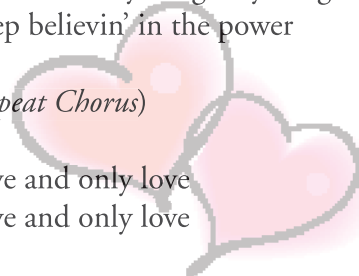 ep believin’ in the power
peat Chorus)
ve and only love
ve and only love